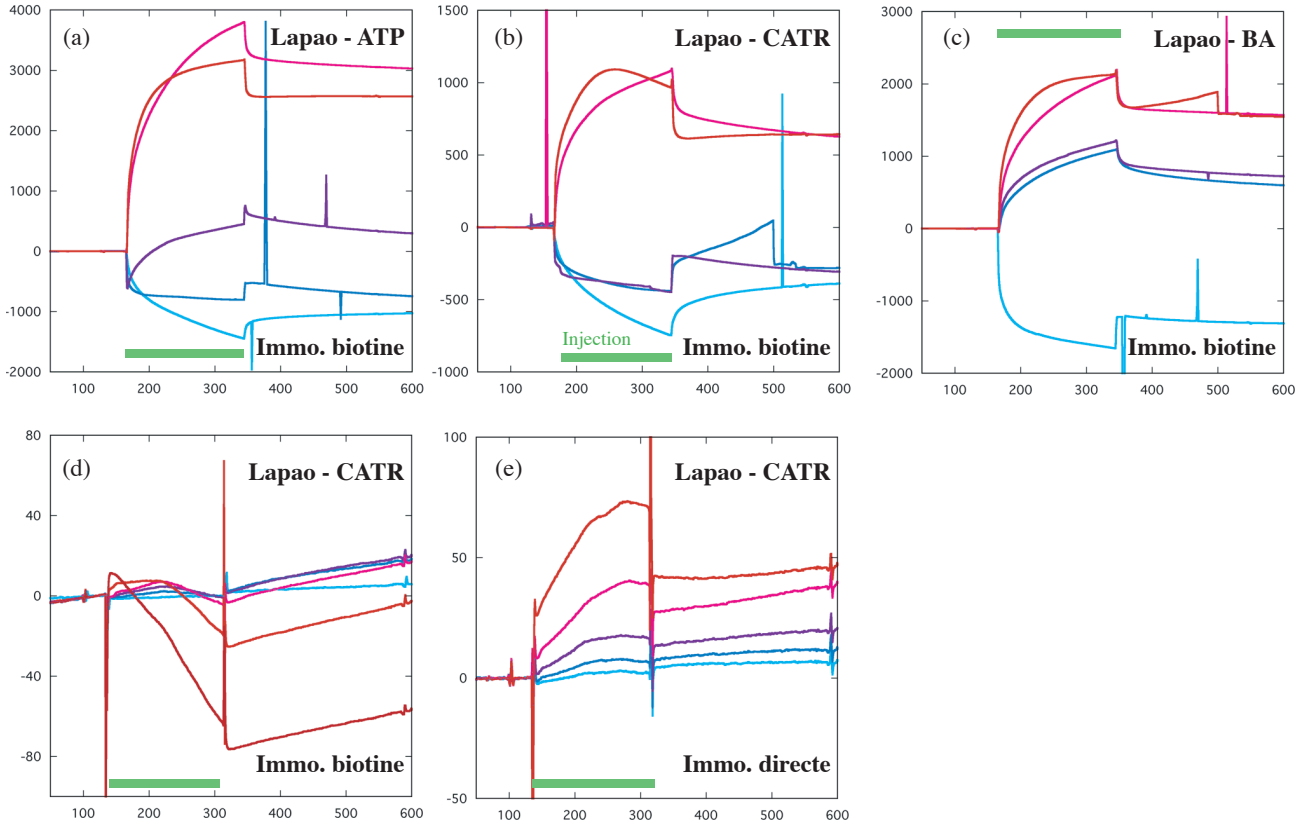 (a)
Lapao - ATP
4000
3000
2000
1000
0
-1000
-2000
Immo. biotine
100 200 300 400 500 600
(b)
Lapao - CATR
1500
1000
500
0
-500
-1000
Injection
Immo. biotine
100 200 300 400 500 600
(c)
Lapao - BA
3000
2000
1000
0
-1000
-2000
Immo. biotine
100 200 300 400 500 600
(d)
Lapao - CATR
80
40
0
-40
-80
Immo. biotine
100 200 300 400 500 600
(e)
Lapao - CATR
100
50
0
-50
Immo. directe
100 200 300 400 500 600